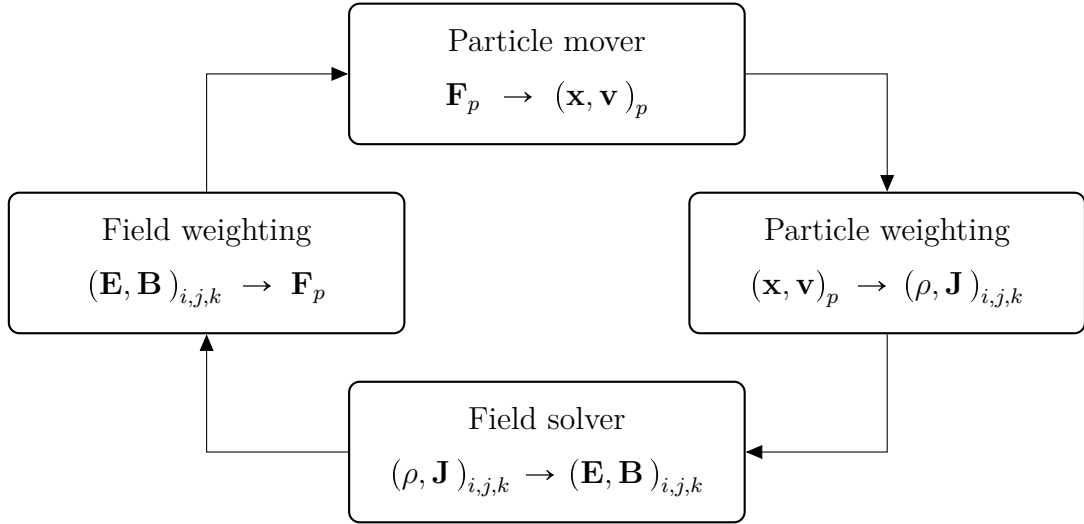 Particle mover
F_p → (x, v)_p
Field weighting
(E, B)_{i,j,k} → F_p
Particle weighting
(x, v)_p → (ρ, J)_{i,j,k}
Field solver
(ρ, J)_{i,j,k} → (E, B)_{i,j,k}